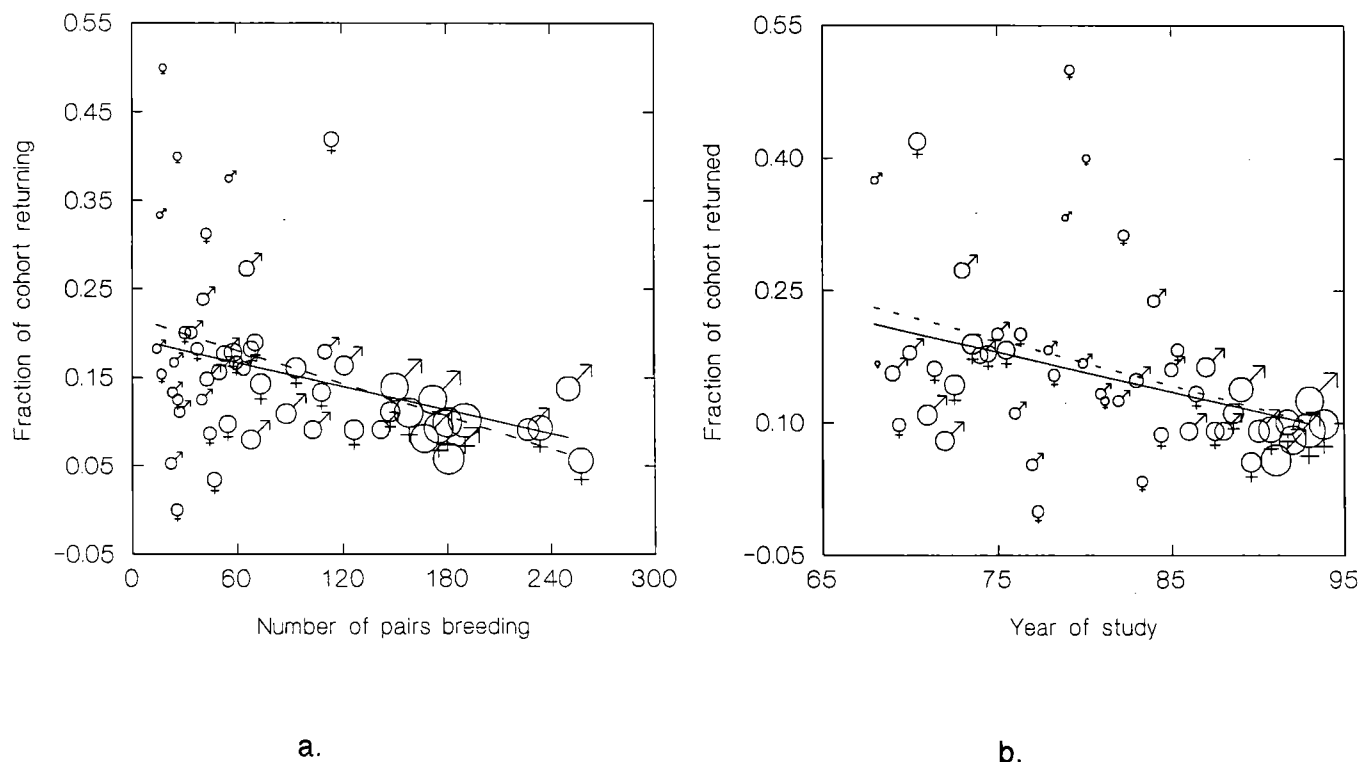 0.55
0.45
0.35
0.25
0.15
0.05
-0.05
0 60 120 180 240 300
Fraction of cohort returning
Number of pairs breeding
a.
0.55
0.40
0.25
0.10
-0.05
65 75 85 95
Fraction of cohort returned
Year of study
b.